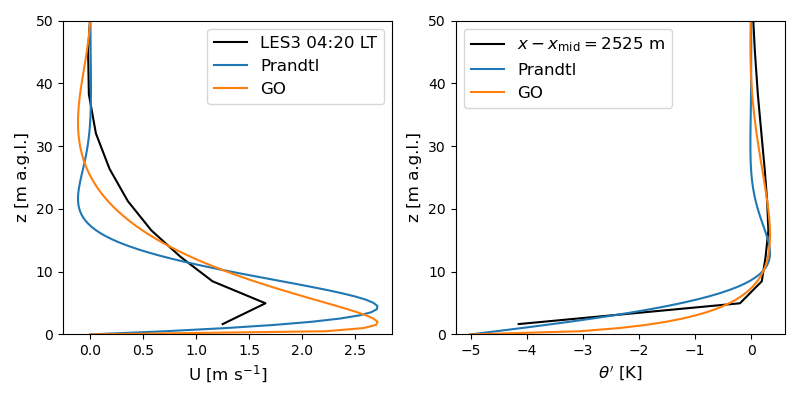 50
40
30
20
10
0
z [m a.g.l.]
0.0 0.5 1.0 1.5 2.0 2.5
U [m s⁻¹]
LES3 04:20 LT
Prandtl
GO
50
40
30
20
10
0
z [m a.g.l.]
−5 −4 −3 −2 −1 0
θ′ [K]
x − x_mid = 2525 m
Prandtl
GO